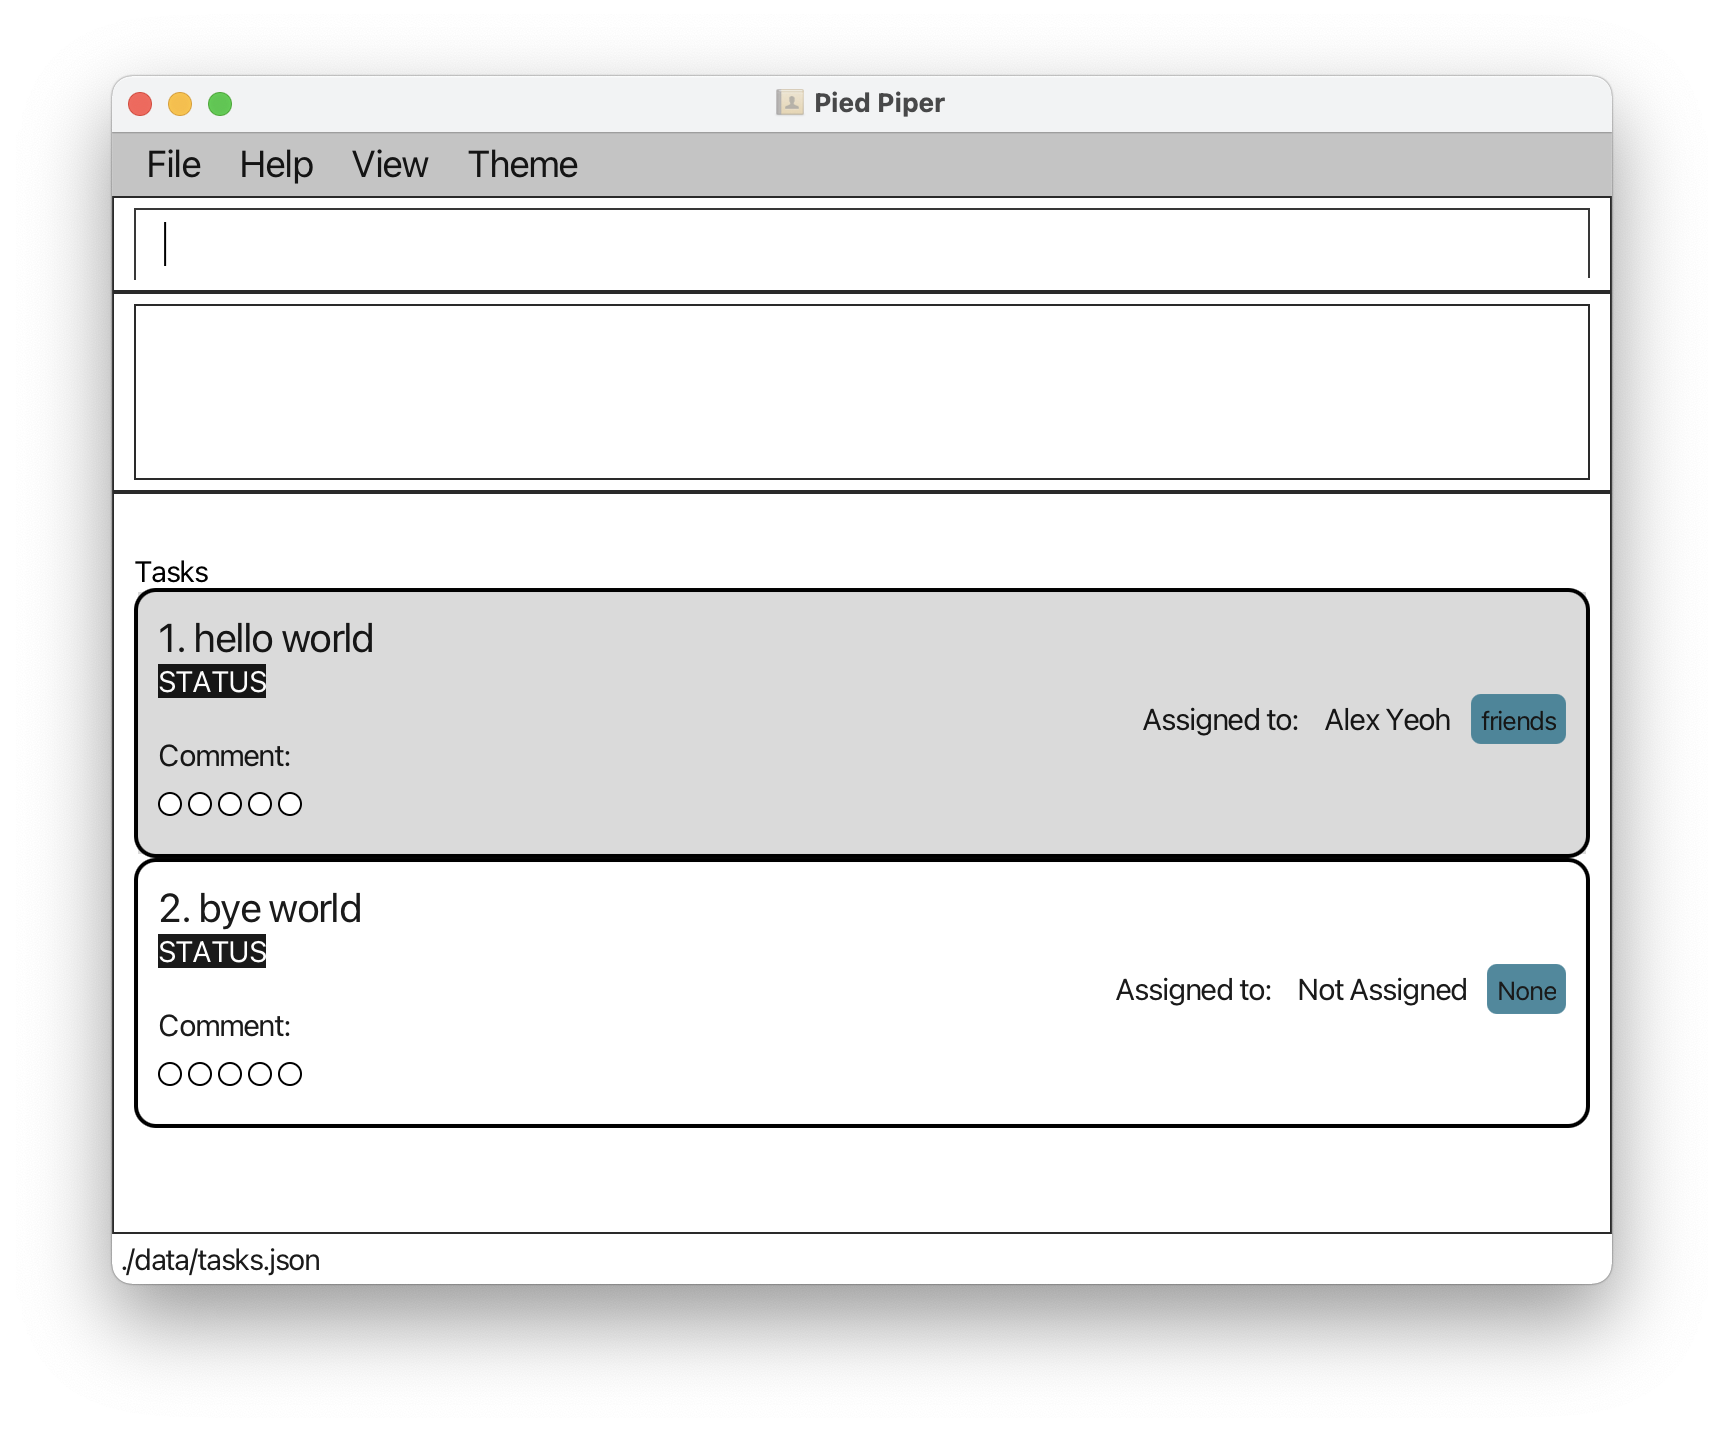 Pied Piper
File Help View Theme
Tasks
1. hello world
STATUS
Assigned to: Alex Yeoh friends
Comment:
2. bye world
STATUS
Assigned to: Not Assigned None
Comment:
./data/tasks.json